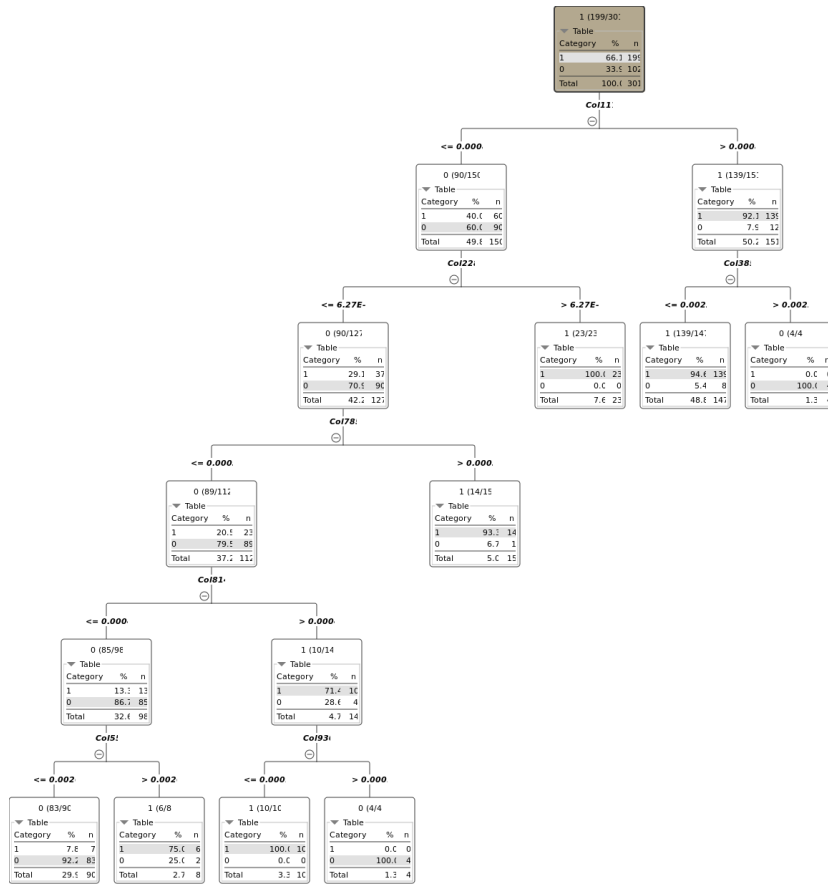 1 (199/30
Table
Category % n
1 66.1 199
0 33.9 102
Total 100.0 301
Col11
<= 0.000 > 0.000
0 (90/150 1 (139/15
Table Table
Category % n Category % n
1 40.0 60 1 92.1 139
0 60.0 90 0 7.9 12
Total 49.8 150 Total 50.2 151
Col22 Col38
<= 6.27E- > 6.27E- <= 0.002 > 0.002
0 (90/127 1 (23/23 1 (139/147 0 (4/4
Table Table Table Table
Category % n Category % n Category % n Category %
1 29.1 37 1 100.0 23 1 94.6 139 1 0.0
0 70.9 90 0 0.0 0 0 5.4 8 0 100.0
Total 42.2 127 Total 7.6 23 Total 48.8 147 Total 1.3
Col78
<= 0.000 > 0.000
0 (89/112 1 (14/15
Table Table
Category % n Category % n
1 20.5 23 1 93.3 14
0 79.5 89 0 6.7 1
Total 37.2 112 Total 5.0 15
Col81
<= 0.000 > 0.000
0 (85/98 1 (10/14
Table Table
Category % n Category % n
1 13.3 13 1 71.4 10
0 86.7 85 0 28.6 4
Total 32.6 98 Total 4.7 14
Col5 Col93
<= 0.002 > 0.002 <= 0.000 > 0.000
0 (83/90 1 (6/8 1 (10/10 0 (4/4
Table Table Table Table
Category % n Category % n Category % n Category % n
1 7.8 7 1 75.0 6 1 100.0 10 1 0.0 0
0 92.2 83 0 25.0 2 0 0.0 0 0 100.0 4
Total 29.9 90 Total 2.7 8 Total 3.3 10 Total 1.3 4